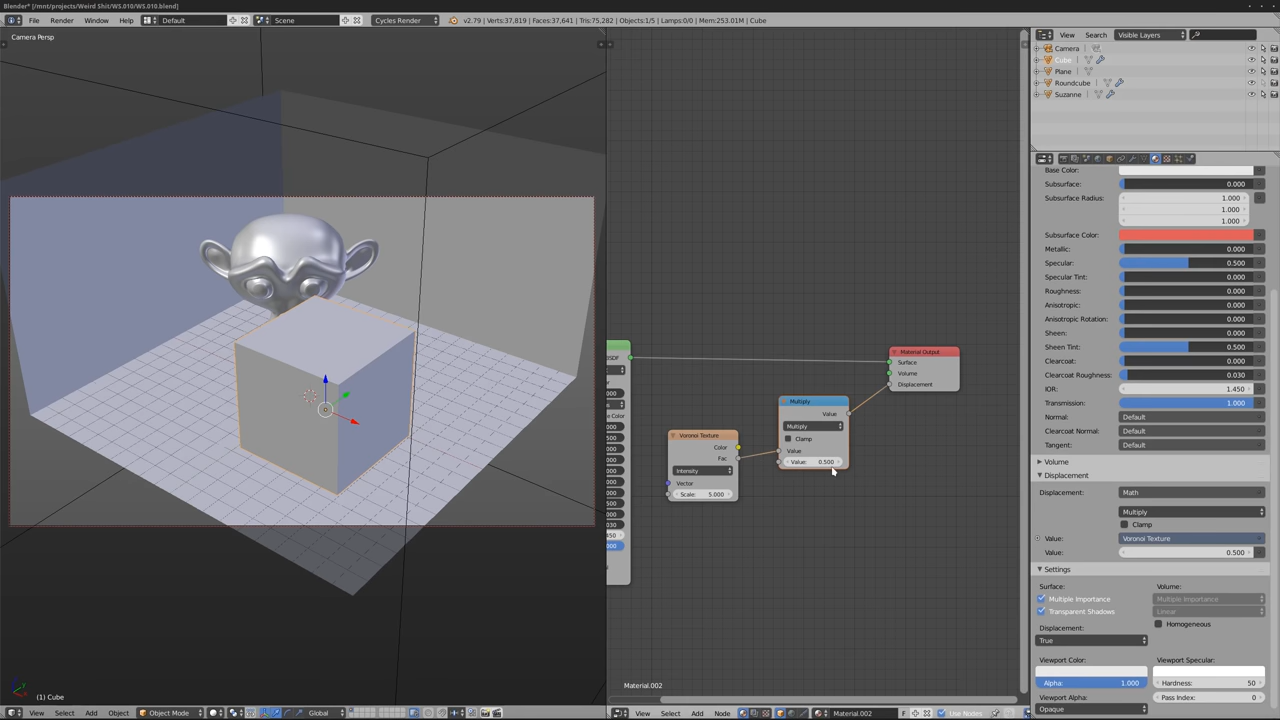 Blender* [/mnt/projects/Weird Shit/WS.010/WS.010.blend]
File Render Window Help Default Scene Cycles Render v2.79 | Verts:37,819 | Faces:37,641 | Tris:75,282 | Objects:1/5 | Lamps:0/0 | Mem:253.01M | Cube
Camera Persp
View Search Visible Layers
Camera
Cube
Plane
Roundcube
Suzanne
Base Color:
Subsurface: 0.000
Subsurface Radius: 1.000
1.000
1.000
Subsurface Color:
Metallic: 0.000
Specular: 0.500
Specular Tint: 0.000
Roughness: 0.000
Anisotropic: 0.000
Anisotropic Rotation: 0.000
Sheen: 0.000
Sheen Tint: 0.500
Clearcoat: 0.000
Clearcoat Roughness: 0.030
IOR: 1.450
Transmission: 1.000
Normal: Default
Clearcoat Normal: Default
Tangent: Default
Volume
Displacement
Displacement: Math
Multiply
Clamp
Value: Voronoi Texture
Value: 0.500
Settings
Surface: Volume:
Multiple Importance Multiple Importance
Transparent Shadows Linear
Homogeneous
Displacement:
True
Viewport Color: Viewport Specular:
Alpha: 1.000 Hardness: 50
Viewport Alpha: Pass Index: 0
Opaque
Material Output
Surface
Volume
Displacement
Multiply
Value
Multiply
Clamp
Value
Value: 0.500
Voronoi Texture
Color
Fac
Intensity
Vector
Scale: 5.000
Material.002
(1) Cube
View Select Add Object Object Mode Global
View Select Add Node Material.002 F Use Nodes